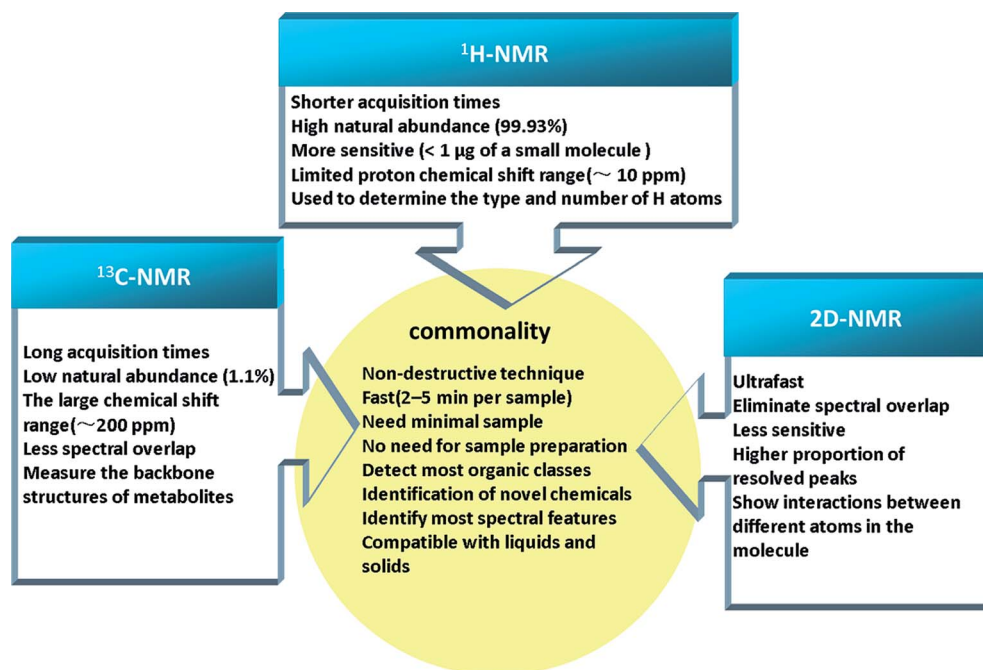 ¹H-NMR
Shorter acquisition times
High natural abundance (99.93%)
More sensitive (< 1 µg of a small molecule )
Limited proton chemical shift range(～ 10 ppm)
Used to determine the type and number of H atoms
¹³C-NMR
Long acquisition times
Low natural abundance (1.1%)
The large chemical shift
range(～200 ppm)
Less spectral overlap
Measure the backbone
structures of metabolites
commonality
Non-destructive technique
Fast(2–5 min per sample)
Need minimal sample
No need for sample preparation
Detect most organic classes
Identification of novel chemicals
Identify most spectral features
Compatible with liquids and
solids
2D-NMR
Ultrafast
Eliminate spectral overlap
Less sensitive
Higher proportion of
resolved peaks
Show interactions between
different atoms in the
molecule